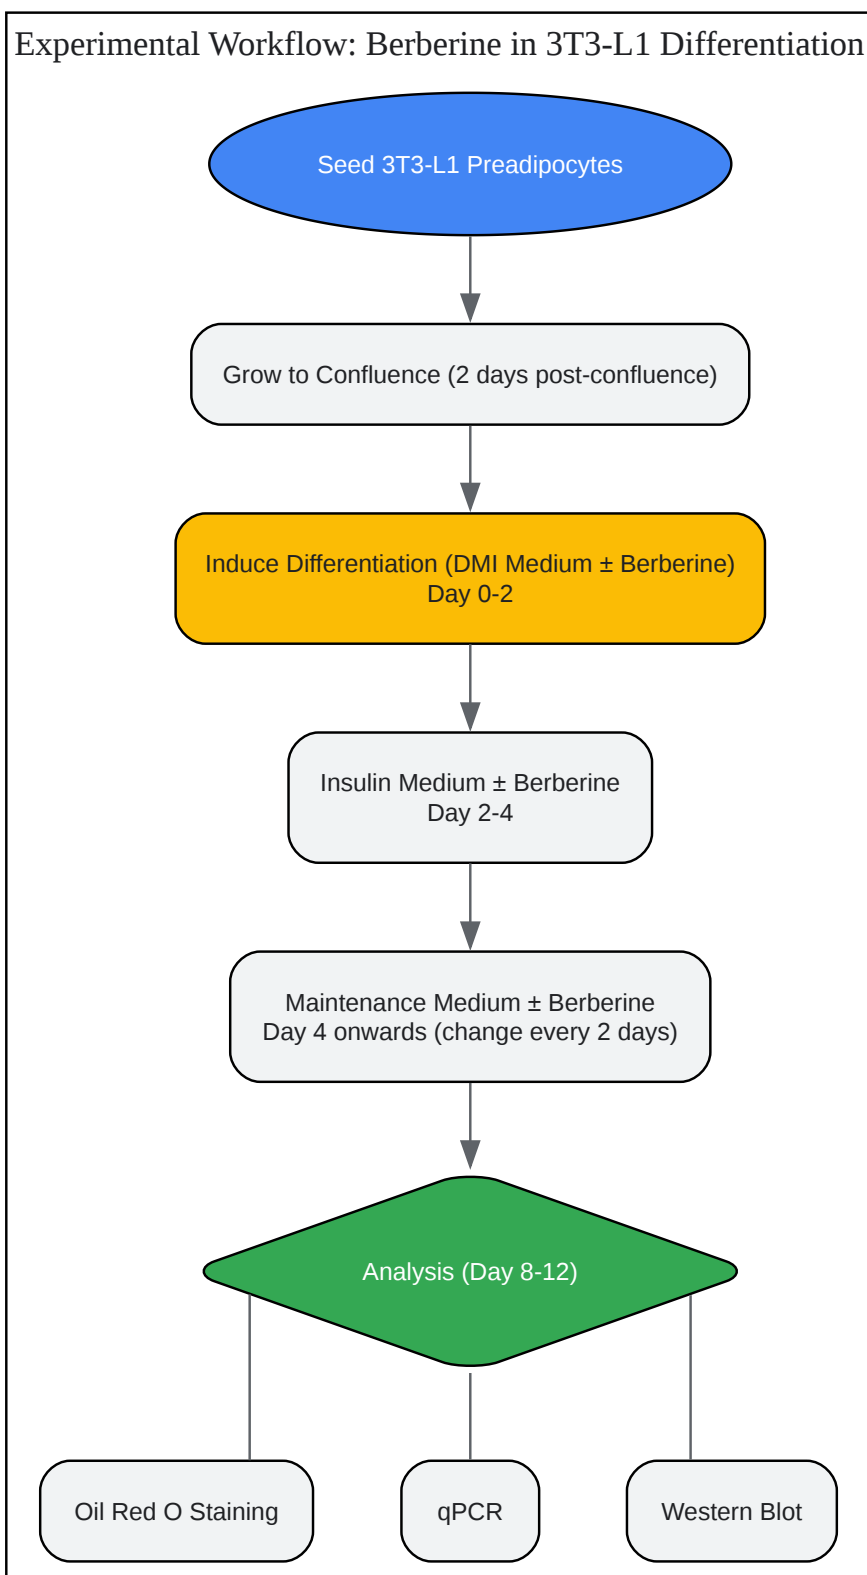 Experimental Workflow: Berberine in 3T3-L1 Differentiation
Seed 3T3-L1 Preadipocytes
Grow to Confluence (2 days post-confluence)
Induce Differentiation (DMI Medium ± Berberine)
Day 0-2
Insulin Medium ± Berberine
Day 2-4
Maintenance Medium ± Berberine
Day 4 onwards (change every 2 days)
Analysis (Day 8-12)
Oil Red O Staining
qPCR
Western Blot